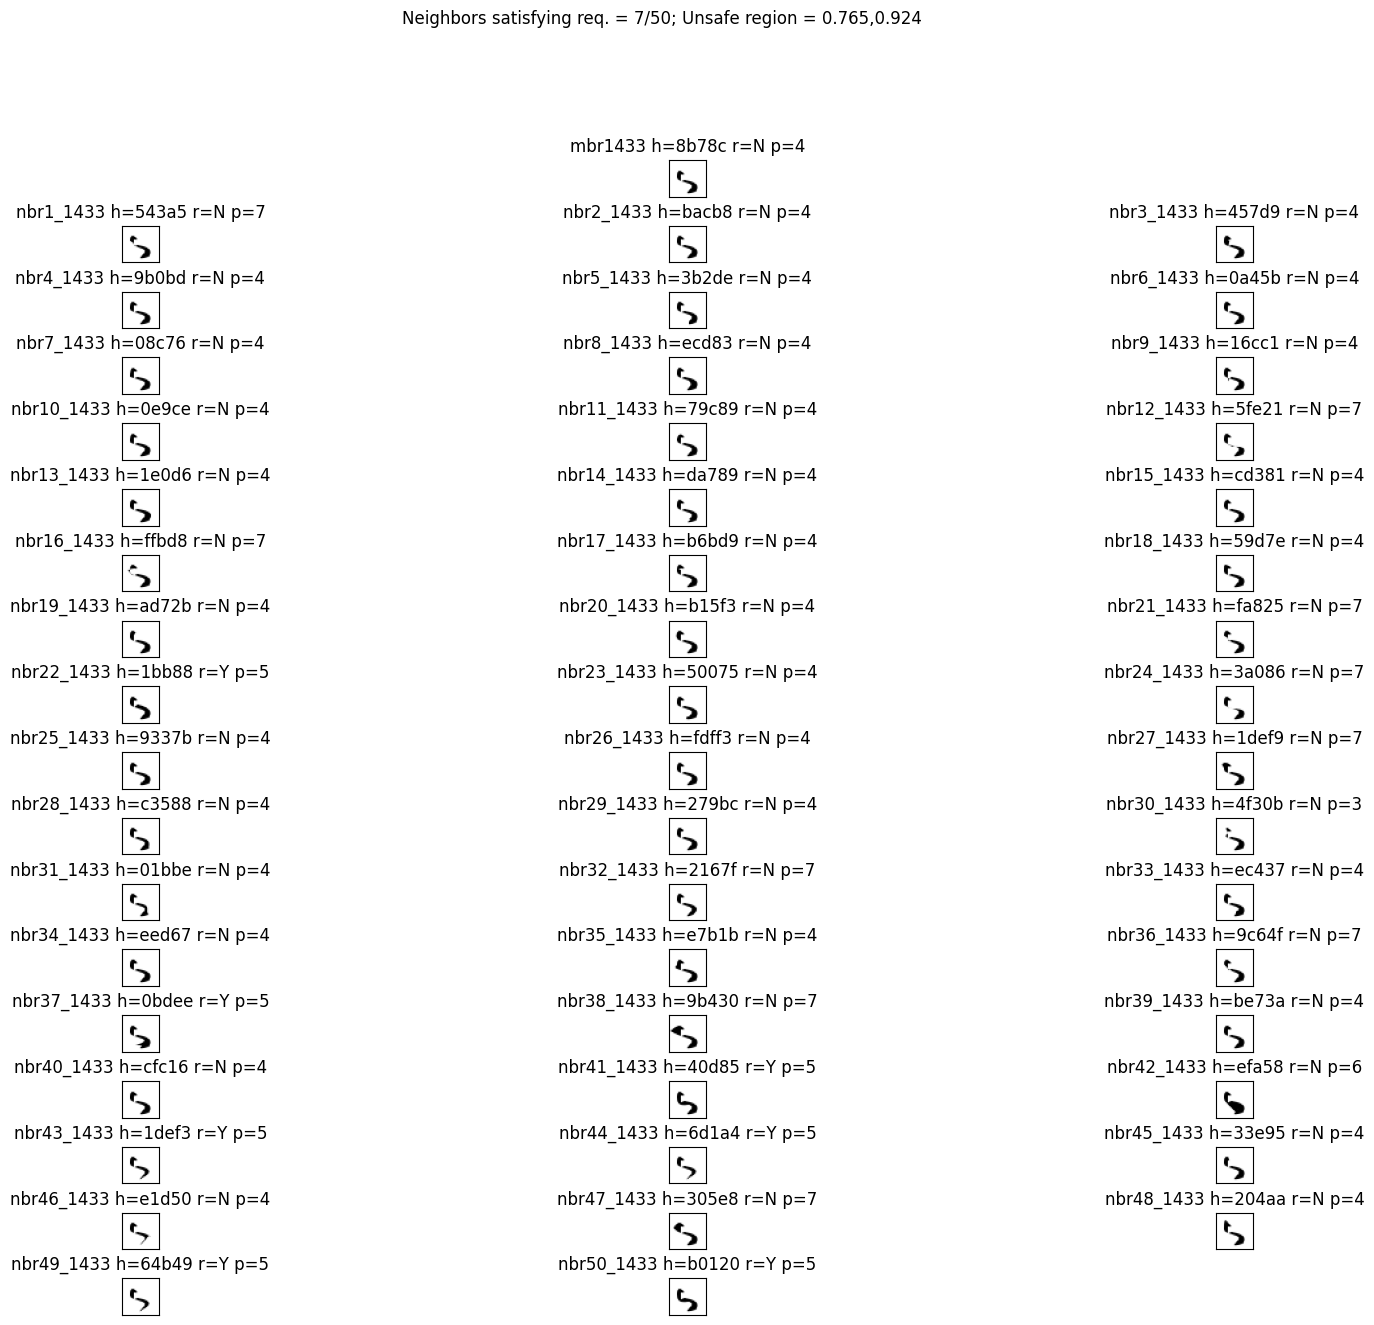 Neighbors satisfying req. = 7/50; Unsafe region = 0.765,0.924
mbr1433 h=8b78c r=N p=4
nbr1_1433 h=543a5 r=N p=7
nbr2_1433 h=bacb8 r=N p=4
nbr3_1433 h=457d9 r=N p=4
nbr4_1433 h=9b0bd r=N p=4
nbr5_1433 h=3b2de r=N p=4
nbr6_1433 h=0a45b r=N p=4
nbr7_1433 h=08c76 r=N p=4
nbr8_1433 h=ecd83 r=N p=4
nbr9_1433 h=16cc1 r=N p=4
nbr10_1433 h=0e9ce r=N p=4
nbr11_1433 h=79c89 r=N p=4
nbr12_1433 h=5fe21 r=N p=7
nbr13_1433 h=1e0d6 r=N p=4
nbr14_1433 h=da789 r=N p=4
nbr15_1433 h=cd381 r=N p=4
nbr16_1433 h=ffbd8 r=N p=7
nbr17_1433 h=b6bd9 r=N p=4
nbr18_1433 h=59d7e r=N p=4
nbr19_1433 h=ad72b r=N p=4
nbr20_1433 h=b15f3 r=N p=4
nbr21_1433 h=fa825 r=N p=7
nbr22_1433 h=1bb88 r=Y p=5
nbr23_1433 h=50075 r=N p=4
nbr24_1433 h=3a086 r=N p=7
nbr25_1433 h=9337b r=N p=4
nbr26_1433 h=fdff3 r=N p=4
nbr27_1433 h=1def9 r=N p=7
nbr28_1433 h=c3588 r=N p=4
nbr29_1433 h=279bc r=N p=4
nbr30_1433 h=4f30b r=N p=3
nbr31_1433 h=01bbe r=N p=4
nbr32_1433 h=2167f r=N p=7
nbr33_1433 h=ec437 r=N p=4
nbr34_1433 h=eed67 r=N p=4
nbr35_1433 h=e7b1b r=N p=4
nbr36_1433 h=9c64f r=N p=7
nbr37_1433 h=0bdee r=Y p=5
nbr38_1433 h=9b430 r=N p=7
nbr39_1433 h=be73a r=N p=4
nbr40_1433 h=cfc16 r=N p=4
nbr41_1433 h=40d85 r=Y p=5
nbr42_1433 h=efa58 r=N p=6
nbr43_1433 h=1def3 r=Y p=5
nbr44_1433 h=6d1a4 r=Y p=5
nbr45_1433 h=33e95 r=N p=4
nbr46_1433 h=e1d50 r=N p=4
nbr47_1433 h=305e8 r=N p=7
nbr48_1433 h=204aa r=N p=4
nbr49_1433 h=64b49 r=Y p=5
nbr50_1433 h=b0120 r=Y p=5